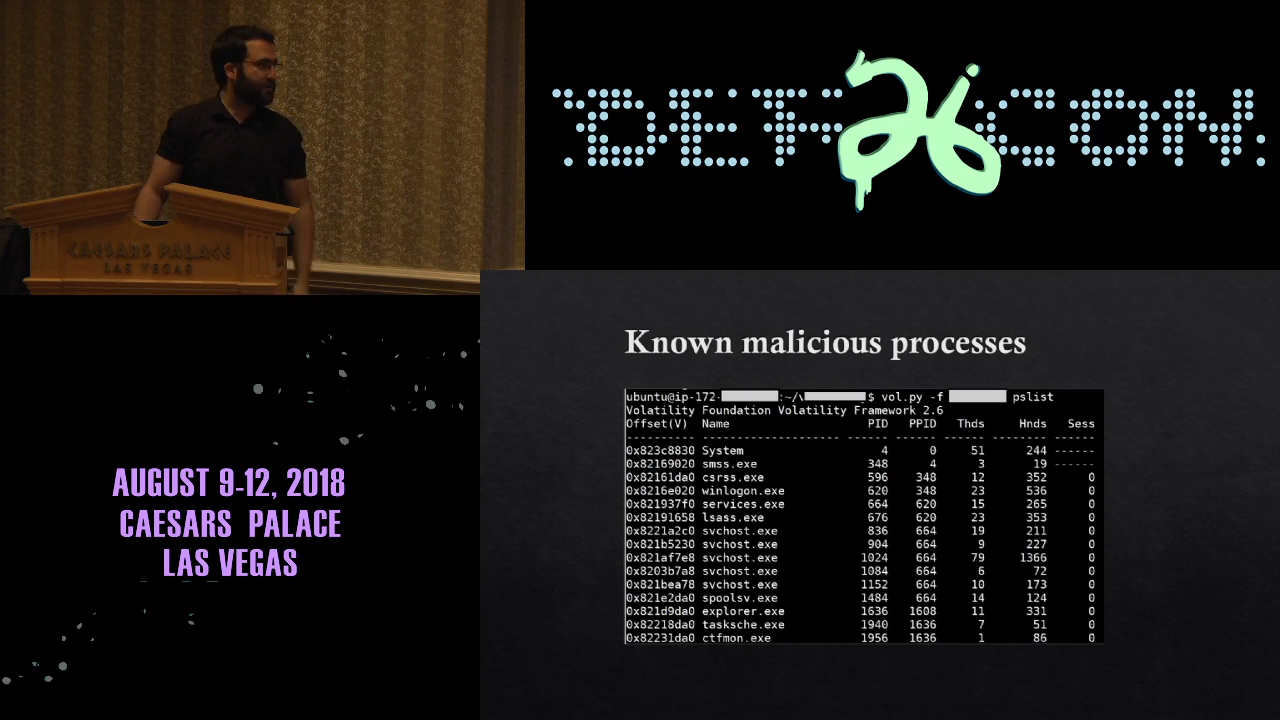 CAESARS PALACE
LAS VEGAS
DEF 26 CON
AUGUST 9-12, 2018
CAESARS PALACE
LAS VEGAS
Known malicious processes
ubuntu@ip-172- :~/\ $ vol.py -f pslist
Volatility Foundation Volatility Framework 2.6
Offset(V) Name PID PPID Thds Hnds Sess
---------- -------------------- ------ ------ ------ -------- ------
0x823c8830 System 4 0 51 244 ------
0x82169020 smss.exe 348 4 3 19 ------
0x82161da0 csrss.exe 596 348 12 352 0
0x8216e020 winlogon.exe 620 348 23 536 0
0x821937f0 services.exe 664 620 15 265 0
0x82191658 lsass.exe 676 620 23 353 0
0x8221a2c0 svchost.exe 836 664 19 211 0
0x821b5230 svchost.exe 904 664 9 227 0
0x821af7e8 svchost.exe 1024 664 79 1366 0
0x8203b7a8 svchost.exe 1084 664 6 72 0
0x821bea78 svchost.exe 1152 664 10 173 0
0x821e2da0 spoolsv.exe 1484 664 14 124 0
0x821d9da0 explorer.exe 1636 1608 11 331 0
0x82218da0 tasksche.exe 1940 1636 7 51 0
0x82231da0 ctfmon.exe 1956 1636 1 86 0